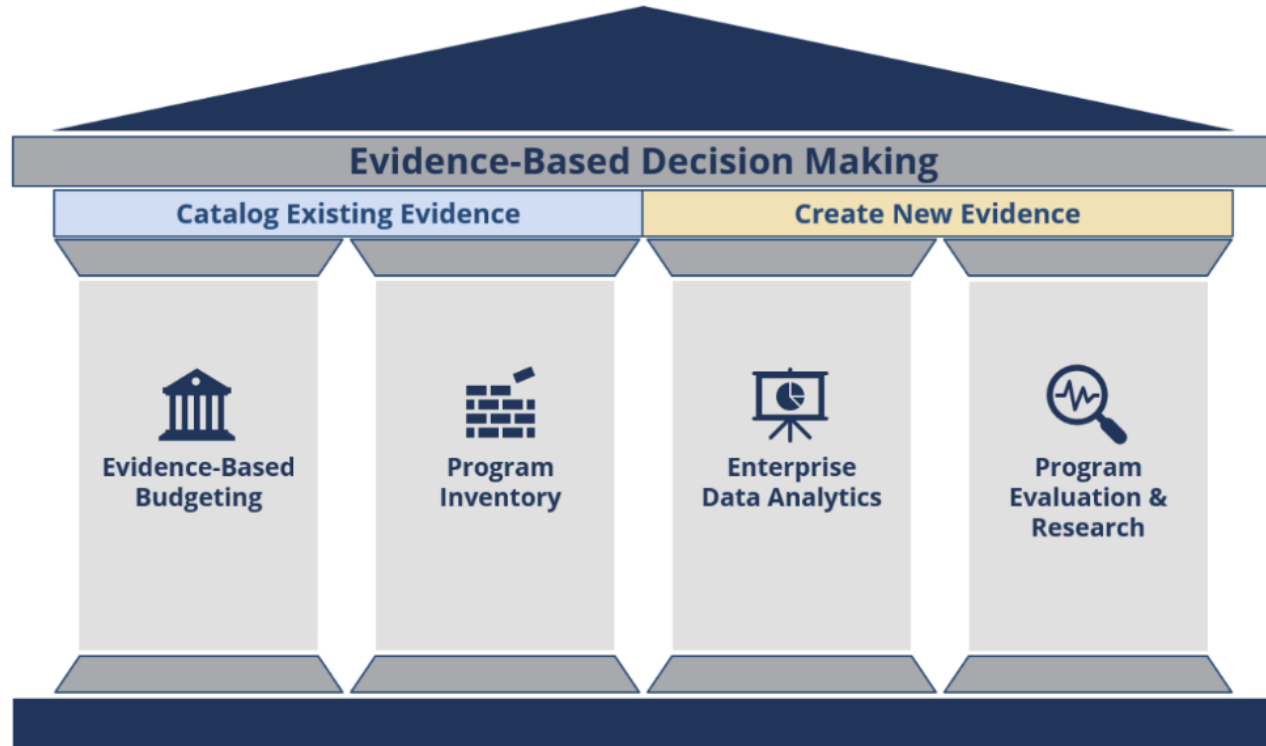 Evidence-Based Decision Making
Catalog Existing Evidence
Create New Evidence
Evidence-Based
Budgeting
Program
Inventory
Enterprise
Data Analytics
Program
Evaluation &
Research